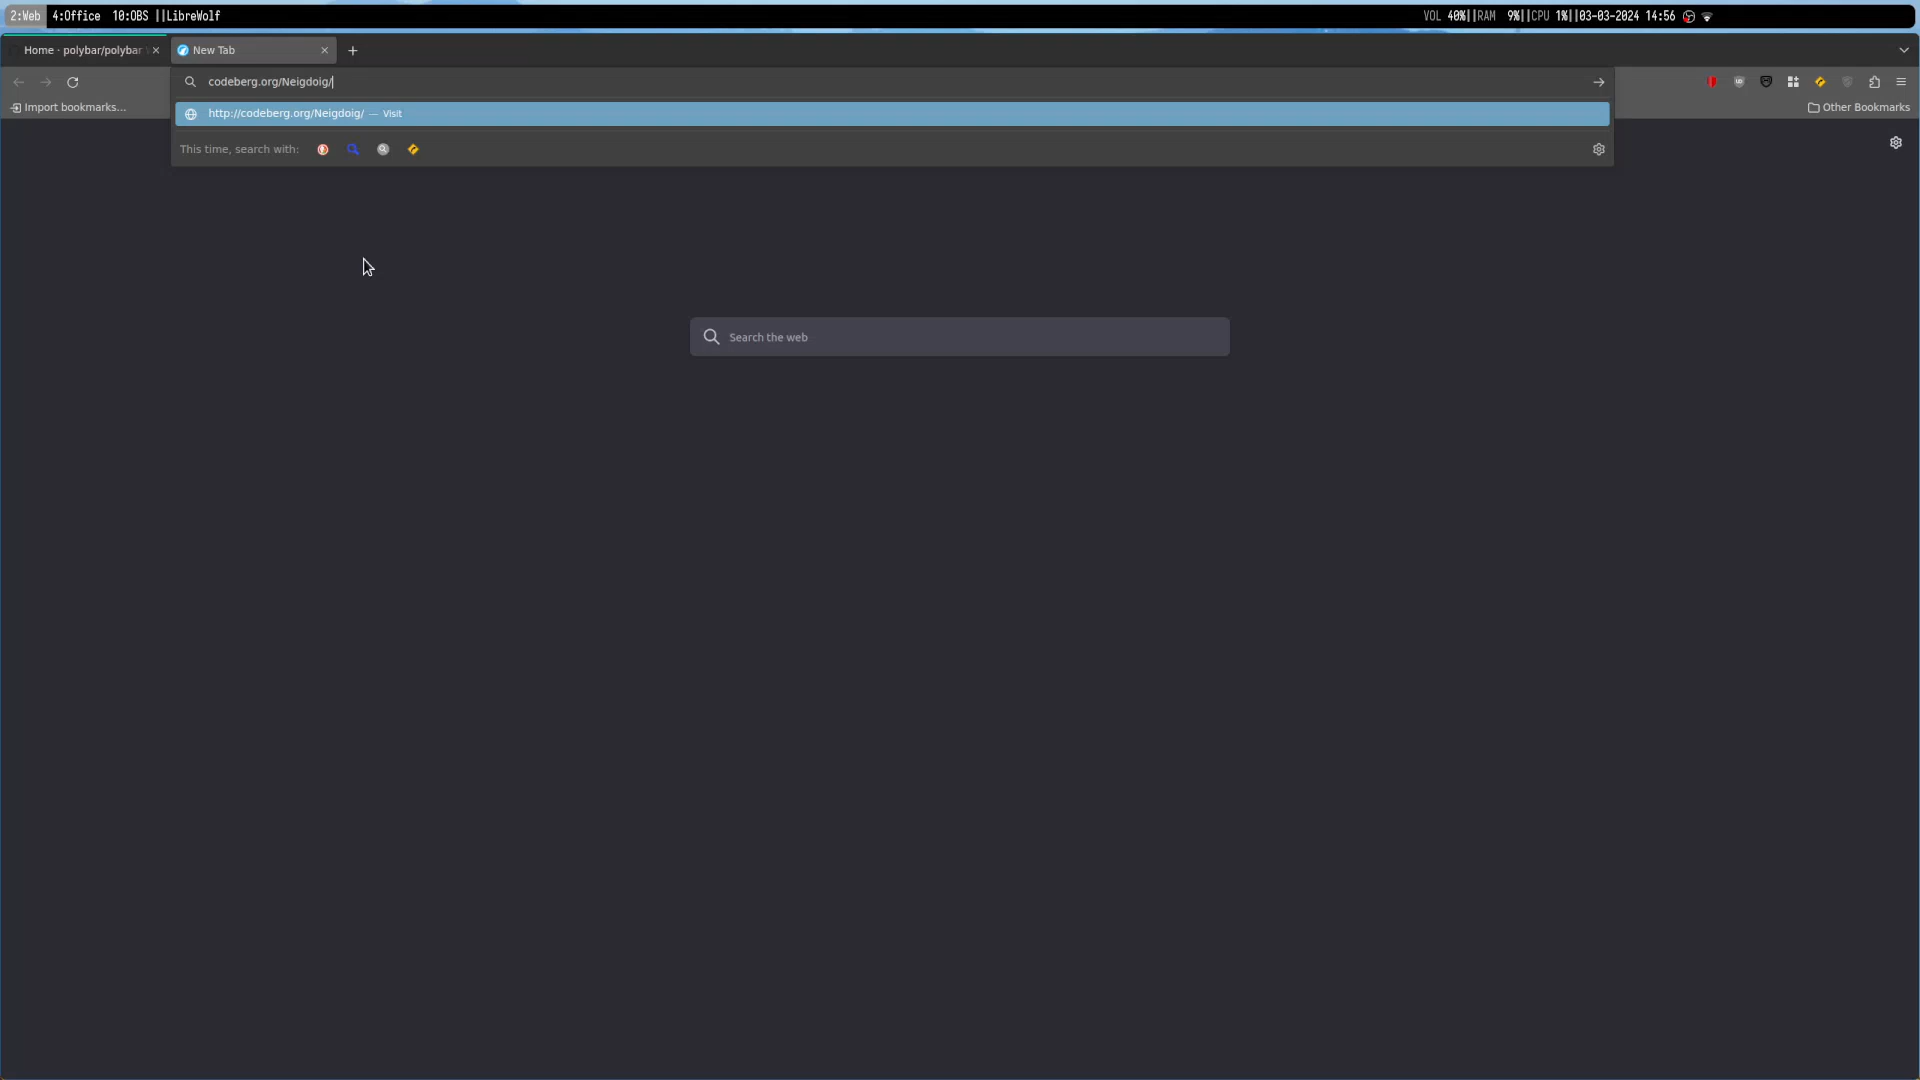 2:Web 4:Office 10:OBS ||LibreWolf
VOL 40%||RAM 9%||CPU 1%||03-03-2024 14:56
Home · polybar/polybar
New Tab
codeberg.org/Neigdoig/
Import bookmarks...
http://codeberg.org/Neigdoig/ — Visit
Other Bookmarks
This time, search with:
Search the web